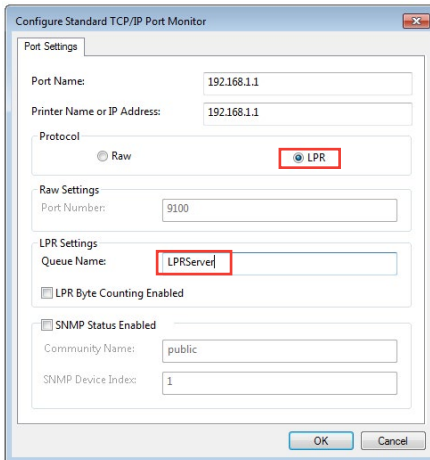 Configure Standard TCP/IP Port Monitor
Port Settings
Port Name: 192.168.1.1
Printer Name or IP Address: 192.168.1.1
Protocol
Raw LPR
Raw Settings
Port Number: 9100
LPR Settings
Queue Name: LPRServer
LPR Byte Counting Enabled
SNMP Status Enabled
Community Name: public
SNMP Device Index: 1
OK Cancel